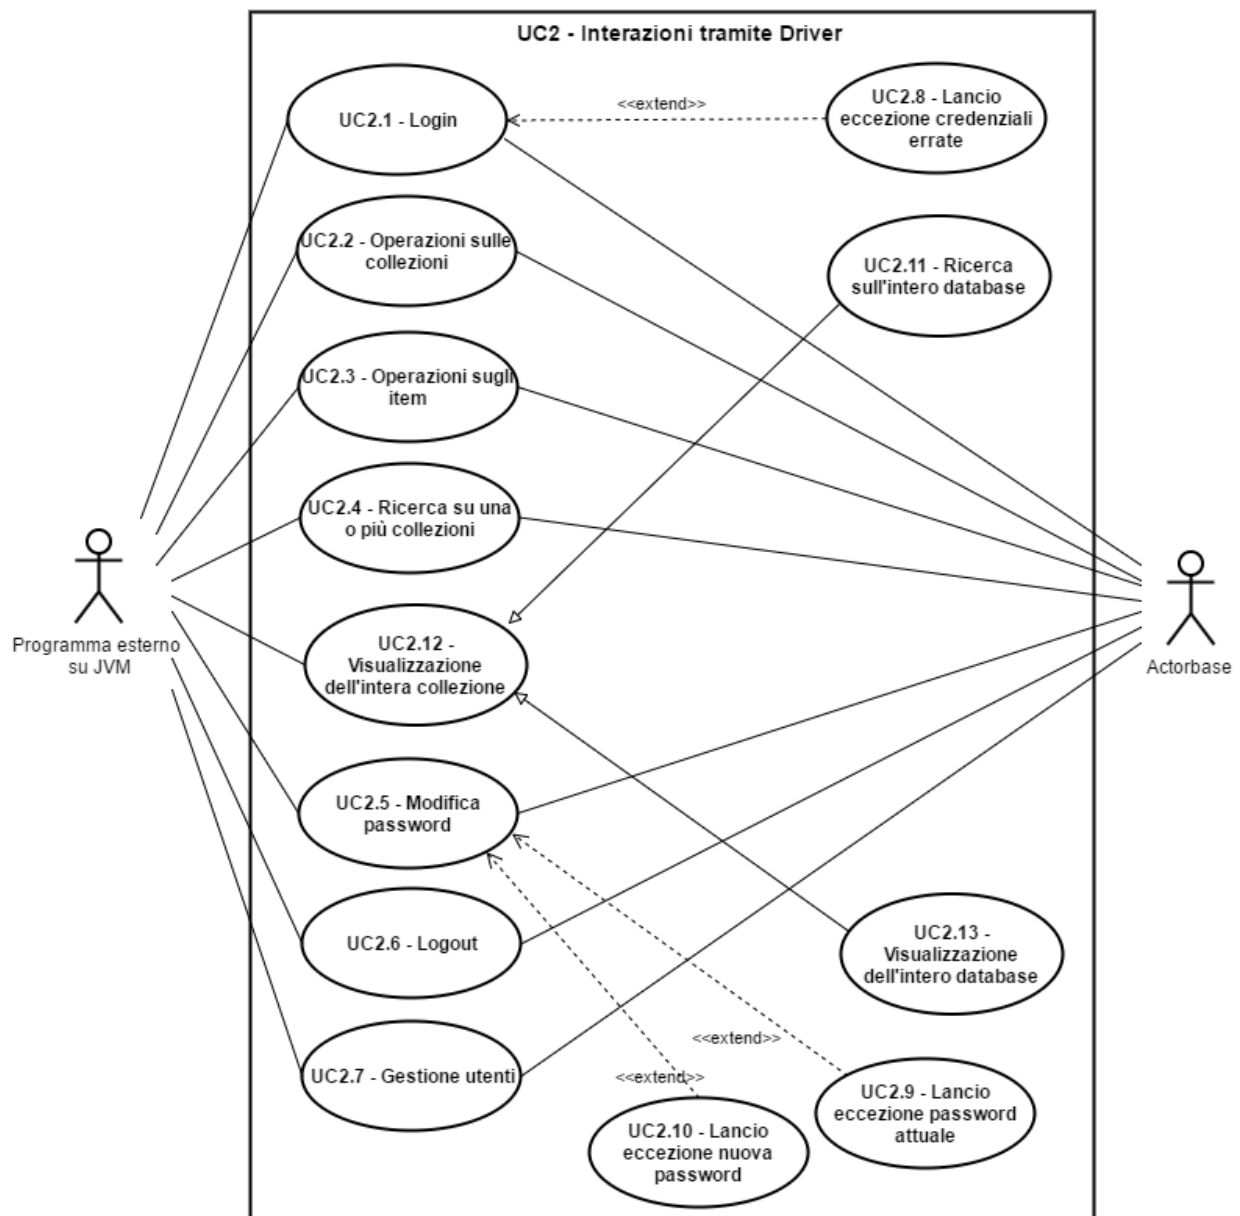 UC2 - Interazioni tramite Driver
UC2.1 - Login
<<extend>>
UC2.8 - Lancio
eccezione credenziali
errate
UC2.2 - Operazioni sulle
collezioni
UC2.11 - Ricerca
sull'intero database
UC2.3 - Operazioni sugli
item
UC2.4 - Ricerca su una
o più collezioni
Programma esterno
su JVM
Actorbase
UC2.12 -
Visualizzazione
dell'intera collezione
UC2.5 - Modifica
password
UC2.6 - Logout
UC2.13 -
Visualizzazione
dell'intero database
<<extend>>
UC2.7 - Gestione utenti
<<extend>>
UC2.9 - Lancio
eccezione password
attuale
UC2.10 - Lancio
eccezione nuova
password